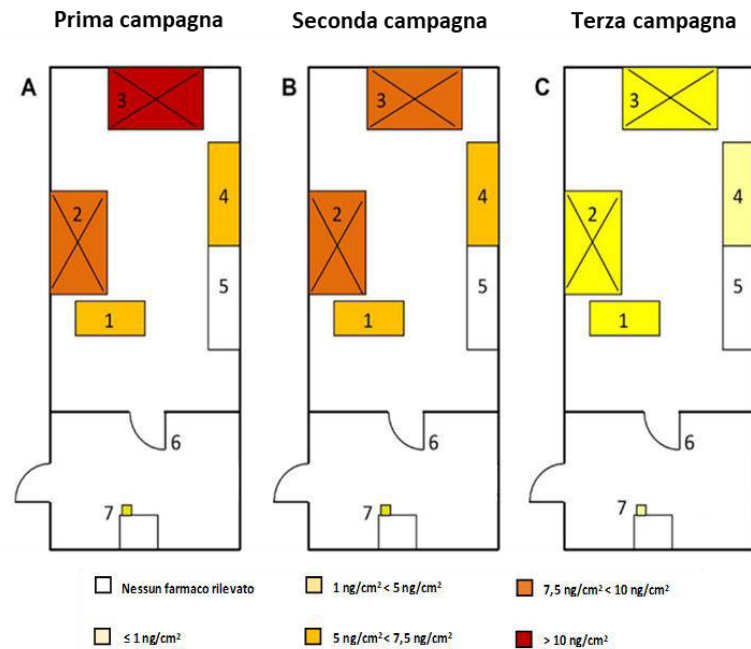 Prima campagna Seconda campagna Terza campagna
A B C
3 3 3
4 4 4
2 2 2
5 5 5
1 1 1
6 6 6
7 7 7
Nessun farmaco rilevato 1 ng/cm² < 5 ng/cm² 7,5 ng/cm² < 10 ng/cm²
≤ 1 ng/cm² 5 ng/cm² < 7,5 ng/cm² > 10 ng/cm²